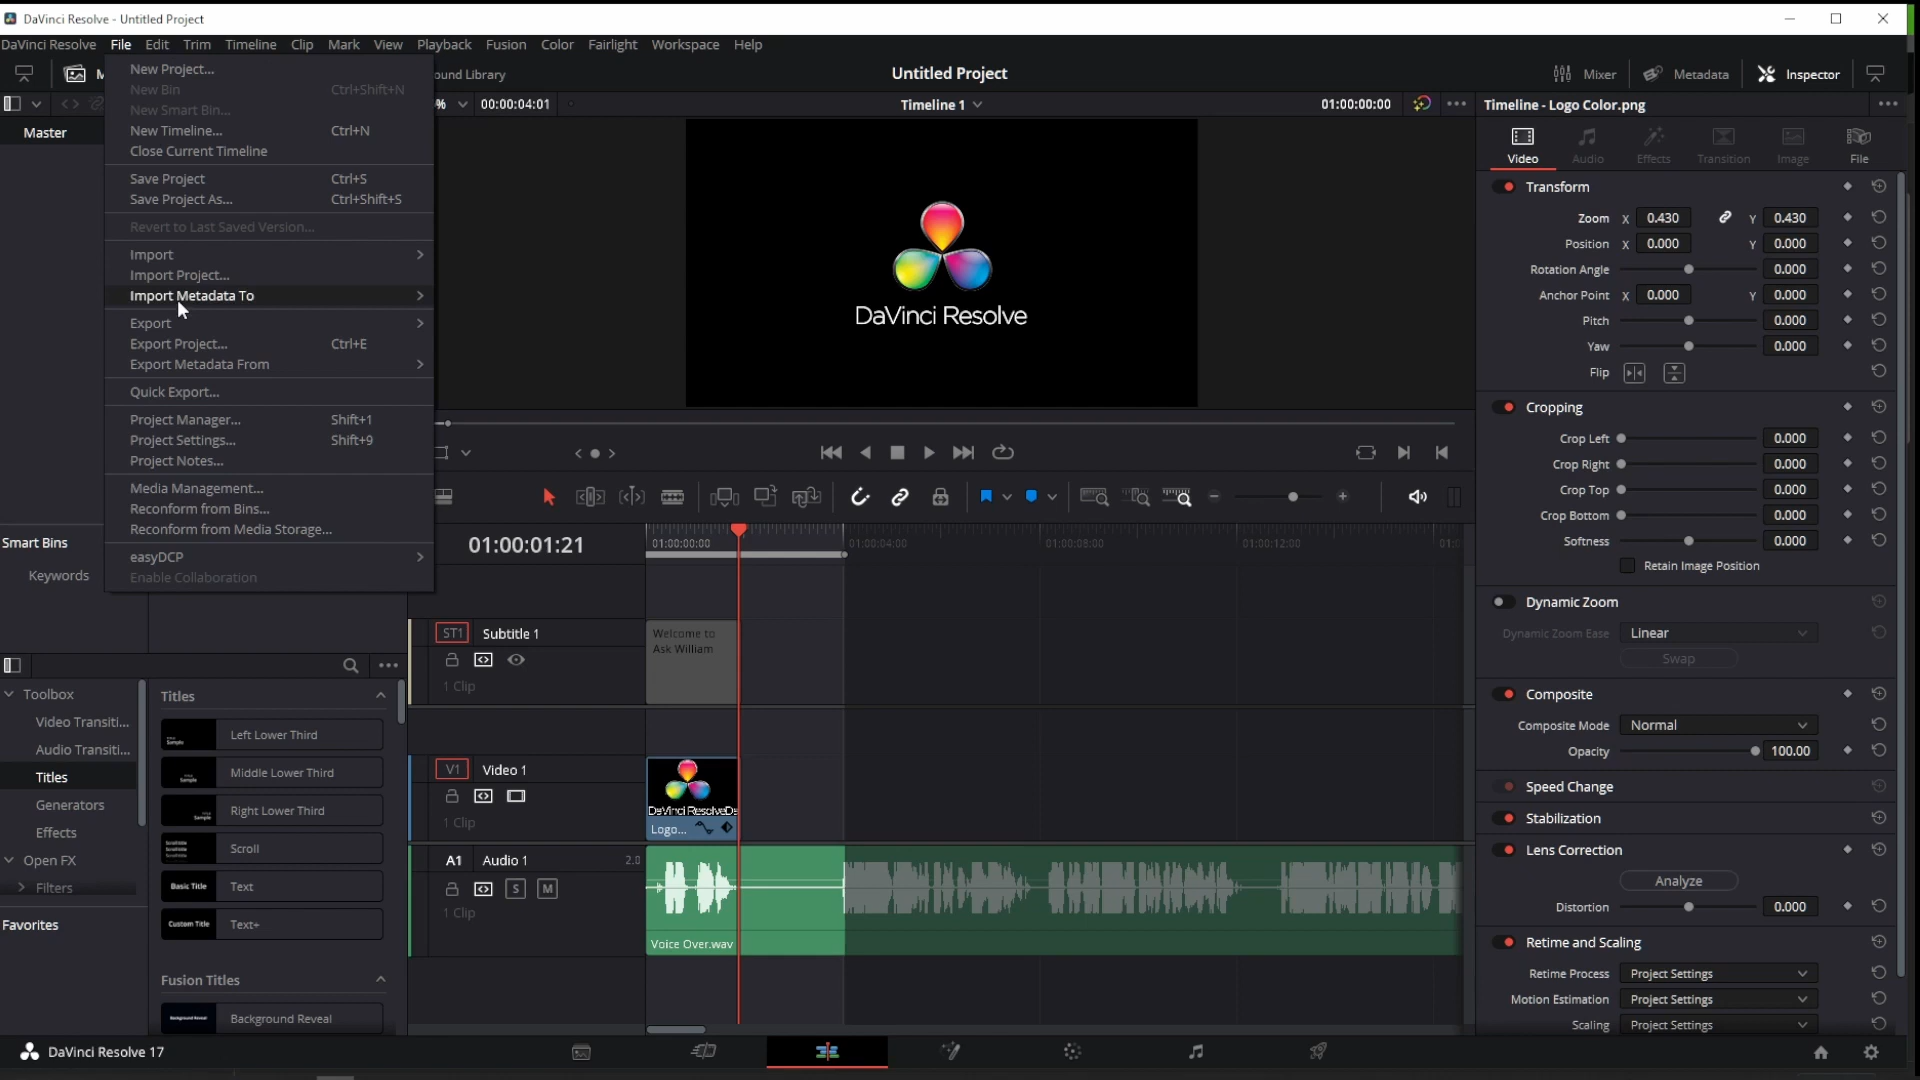 DaVinci Resolve - Untitled Project
DaVinci Resolve File Edit Trim Timeline Clip Mark View Playback Fusion Color Fairlight Workspace Help
ound Library
Untitled Project
Mixer Metadata Inspector
% 00:00:04:01
Timeline 1
01:00:00:00
Timeline - Logo Color.png
Master
New Project...
New Bin Ctrl+Shift+N
New Smart Bin...
New Timeline... Ctrl+N
Close Current Timeline
Save Project Ctrl+S
Save Project As... Ctrl+Shift+S
Revert to Last Saved Version...
Import
Import Project...
Import Metadata To
Export
Export Project... Ctrl+E
Export Metadata From
Quick Export...
Project Manager... Shift+1
Project Settings... Shift+9
Project Notes...
Media Management...
Reconform from Bins...
Reconform from Media Storage...
easyDCP
Enable Collaboration
Smart Bins
Keywords
DaVinci Resolve
Video Audio Effects Transition Image File
Transform
Zoom X 0.430 Y 0.430
Position X 0.000 Y 0.000
Rotation Angle 0.000
Anchor Point X 0.000 Y 0.000
Pitch 0.000
Yaw 0.000
Flip
Cropping
Crop Left 0.000
Crop Right 0.000
Crop Top 0.000
Crop Bottom 0.000
Softness 0.000
Retain Image Position
Dynamic Zoom
Dynamic Zoom Ease Linear
Swap
Composite
Composite Mode Normal
Opacity 100.00
Speed Change
Stabilization
Lens Correction
Analyze
Distortion 0.000
Retime and Scaling
Retime Process Project Settings
Motion Estimation Project Settings
Scaling Project Settings
01:00:01:21
01:00:00:00 01:00:04:00 01:00:08:00 01:00:12:00
ST1 Subtitle 1
1 Clip
Welcome to
Ask William
V1 Video 1
1 Clip
DaVinci Resolve
Logo...
A1 Audio 1 2.0
S M
1 Clip
Voice Over.wav
Toolbox
Video Transiti...
Audio Transiti...
Titles
Generators
Effects
Open FX
Filters
Favorites
Titles
Left Lower Third
Middle Lower Third
Right Lower Third
Scroll
Basic Title Text
Custom Title Text+
Fusion Titles
Background Reveal
DaVinci Resolve 17